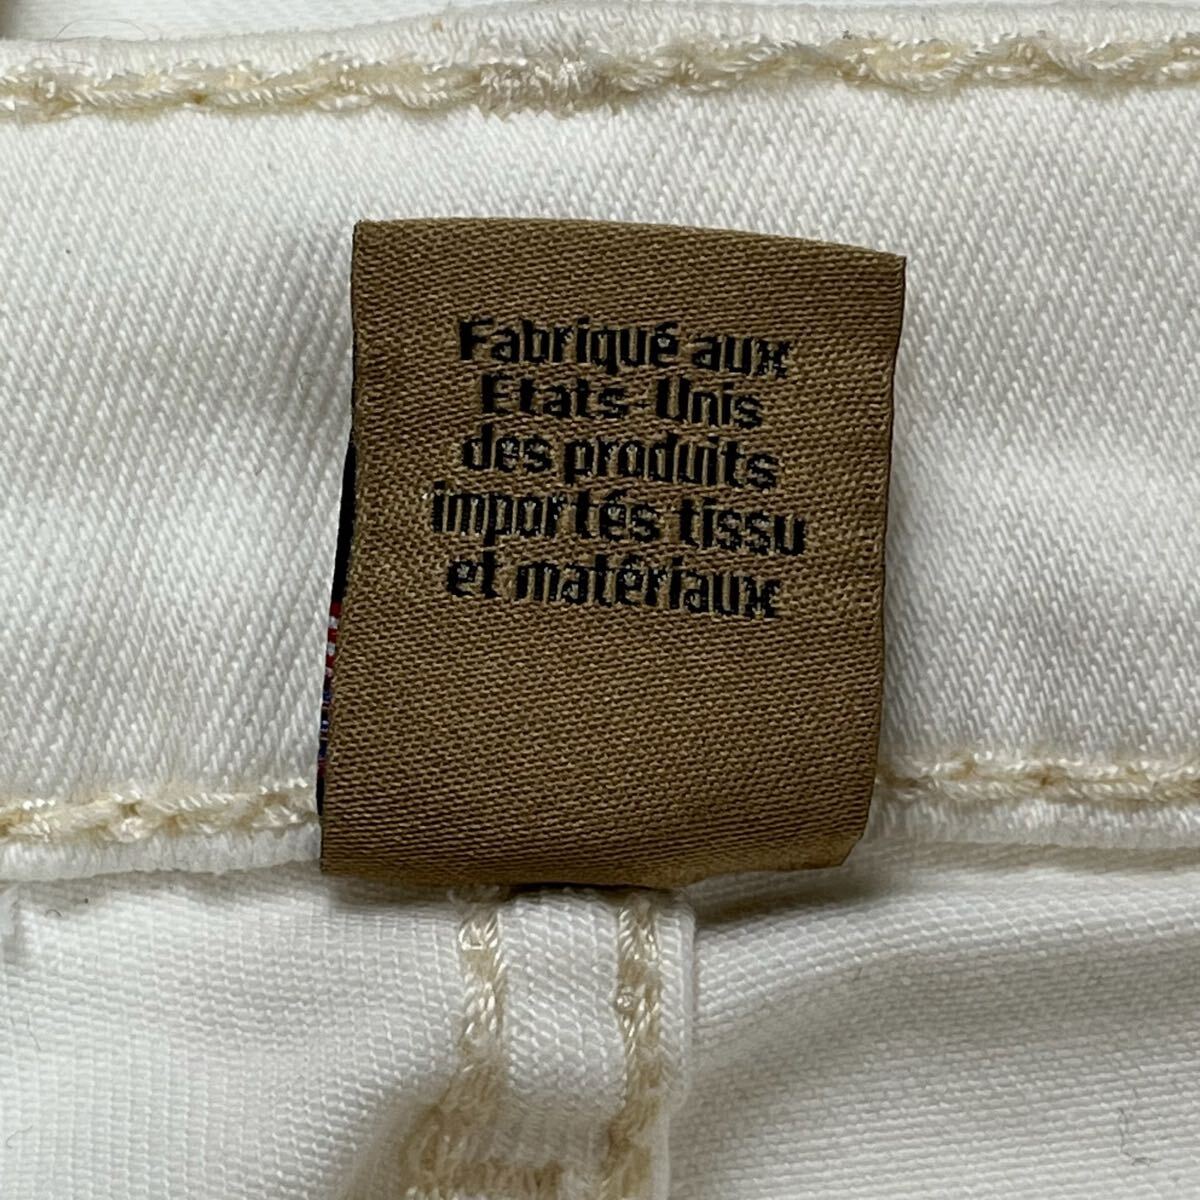 Fabriqué aux
Etats-Unis
des produits
importés tissu
et matériaux